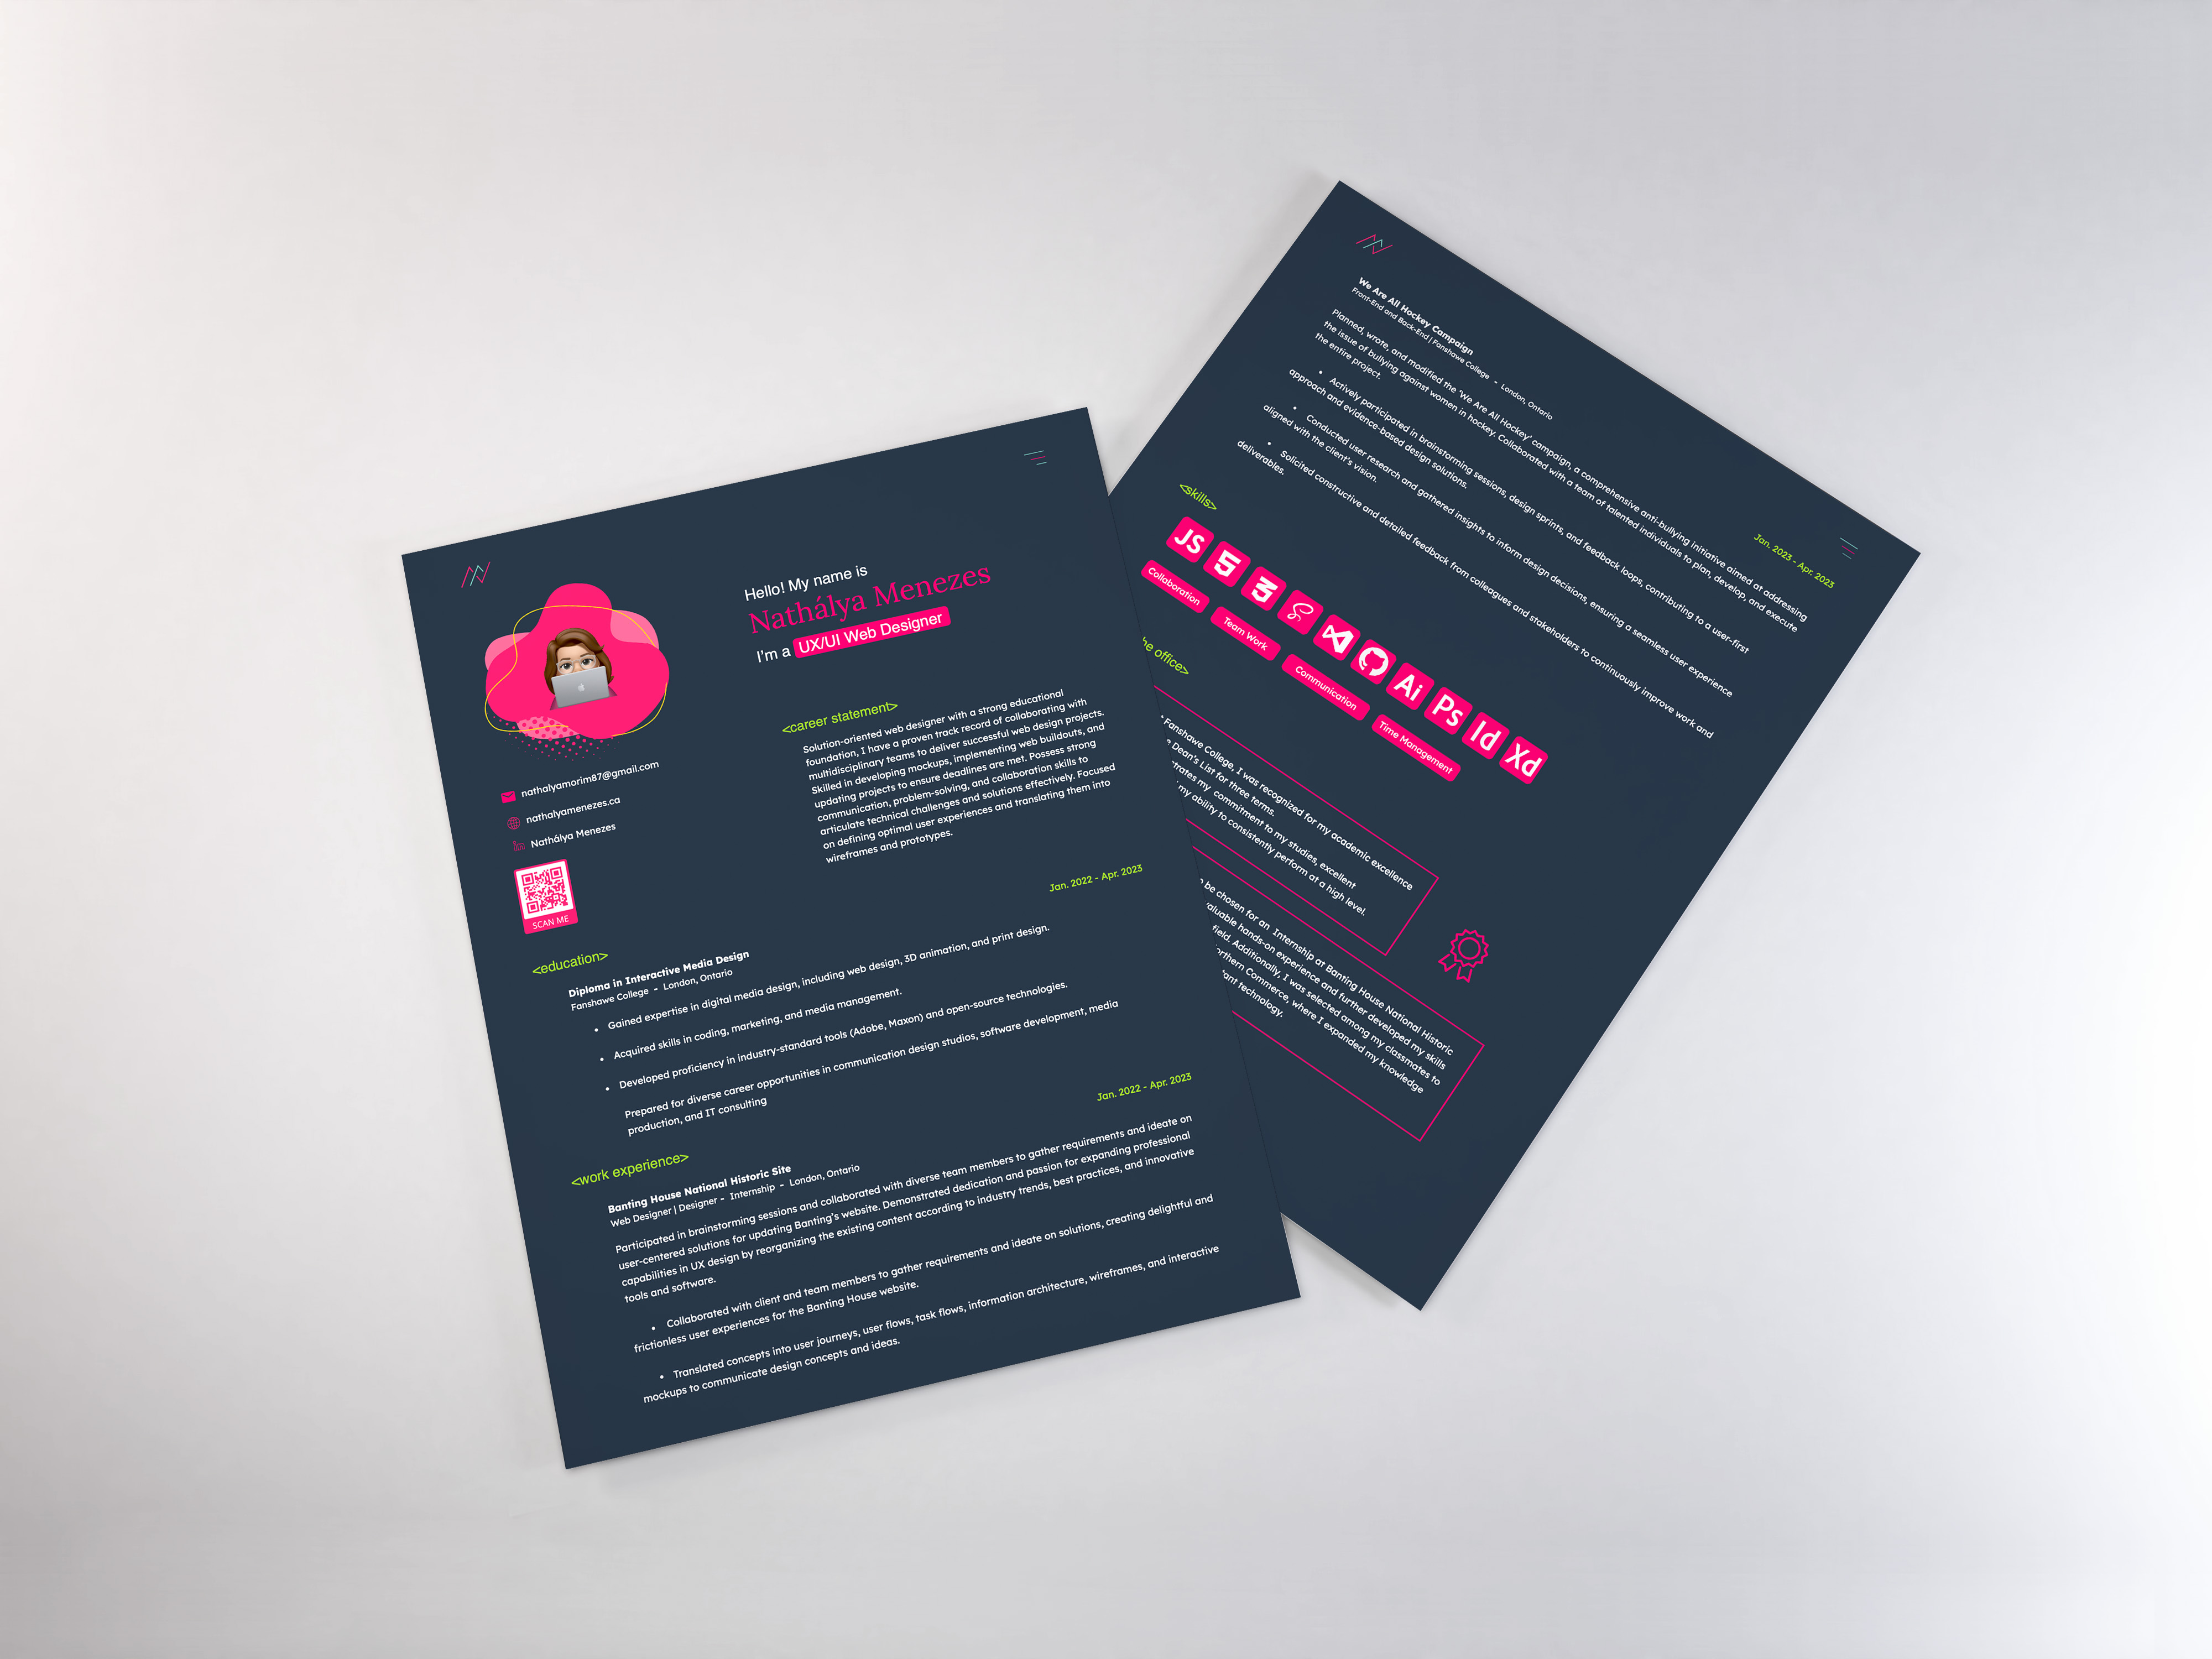 Hello! My name is
Nathálya Menezes
I'm a UX/UI Web Designer
nathalyamorim87@gmail.com
nathalyamenezes.ca
Nathálya Menezes
SCAN ME
<career statement>
Solution-oriented web designer with a strong educational
foundation, I have a proven track record of collaborating with
multidisciplinary teams to deliver successful web design projects.
Skilled in developing mockups, implementing web buildouts, and
updating projects to ensure deadlines are met. Possess strong
communication, problem-solving, and collaboration skills to
articulate technical challenges and solutions effectively. Focused
on defining optimal user experiences and translating them into
wireframes and prototypes.
Jan. 2022 - Apr. 2023
<education>
Diploma in Interactive Media Design
Fanshawe College - London, Ontario
• Gained expertise in digital media design, including web design, 3D animation, and print design.
• Acquired skills in coding, marketing, and media management.
• Developed proficiency in industry-standard tools (Adobe, Maxon) and open-source technologies.
Prepared for diverse career opportunities in communication design studios, software development, media
production, and IT consulting
Jan. 2022 - Apr. 2023
<work experience>
Banting House National Historic Site
Web Designer | Designer - Internship - London, Ontario
Participated in brainstorming sessions and collaborated with diverse team members to gather requirements and ideate on
user-centered solutions for updating Banting's website. Demonstrated dedication and passion for expanding professional
capabilities in UX design by reorganizing the existing content according to industry trends, best practices, and innovative
tools and software.
• Collaborated with client and team members to gather requirements and ideate on solutions, creating delightful and
frictionless user experiences for the Banting House website.
• Translated concepts into user journeys, user flows, task flows, information architecture, wireframes, and interactive
mockups to communicate design concepts and ideas.
We Are All Hockey Campaign
Front-End and Back-End | Fanshawe College - London, Ontario
Jan. 2023 - Apr. 2023
Planned, wrote, and modified the 'We Are All Hockey' campaign, a comprehensive anti-bullying initiative aimed at addressing
the issue of bullying against women in hockey. Collaborated with a team of talented individuals to plan, develop, and execute
the entire project.
• Actively participated in brainstorming sessions, design sprints, and feedback loops, contributing to a user-first
approach and evidence-based design solutions.
• Conducted user research and gathered insights to inform design decisions, ensuring a seamless user experience
aligned with the client's vision.
• Solicited constructive and detailed feedback from colleagues and stakeholders to continuously improve work and
deliverables.
<skills>
JS 5 3 Ai Ps Id Xd
Collaboration Team Work Communication Time Management
he office>
Fanshawe College, I was recognized for my academic excellence
Dean's List for three terms.
trates my commitment to my studies, excellent
my ability to consistently perform at a high level.
be chosen for an Internship at Banting House National Historic
aluable hands-on experience and further developed my skills
field. Additionally, I was selected among my classmates to
rthern Commerce, where I expanded my knowledge
ant technology.